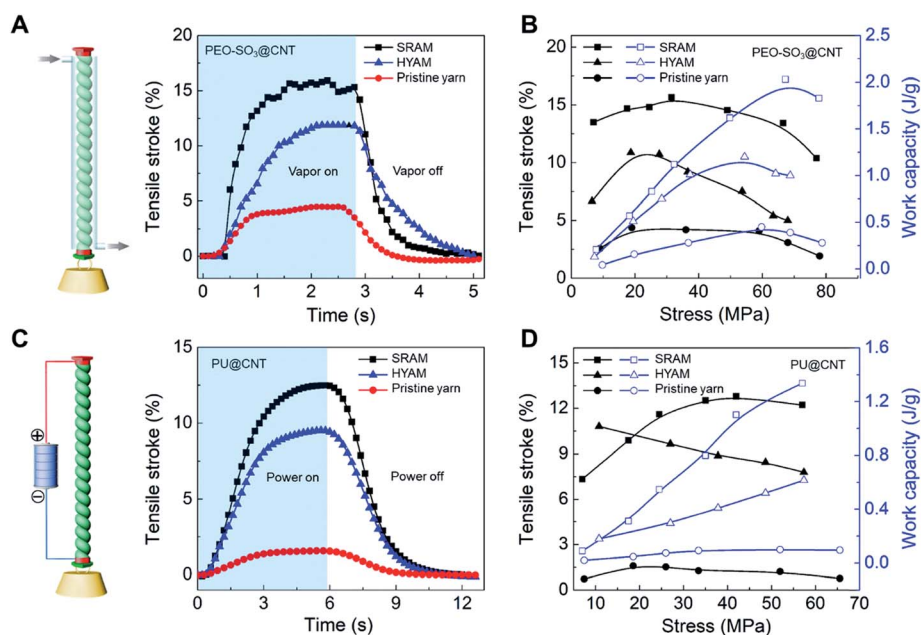 A
20
15
10
5
0
Tensile stroke (%)
PEO-SO₃@CNT
SRAM
HYAM
Pristine yarn
Vapor on
Vapor off
0
1
2
3
4
5
Time (s)
B
20
15
10
5
0
Tensile stroke (%)
PEO-SO₃@CNT
SRAM
HYAM
Pristine yarn
2.5
2.0
1.5
1.0
0.5
0.0
Work capacity (J/g)
0
20
40
60
80
100
Stress (MPa)
C
+
−
15
10
5
0
Tensile stroke (%)
PU@CNT
SRAM
HYAM
Pristine yarn
Power on
Power off
0
3
6
9
12
Time (s)
D
15
12
9
6
3
0
Tensile stroke (%)
PU@CNT
SRAM
HYAM
Pristine yarn
1.6
1.2
0.8
0.4
0.0
Work capacity (J/g)
10
20
30
40
50
60
70
Stress (MPa)